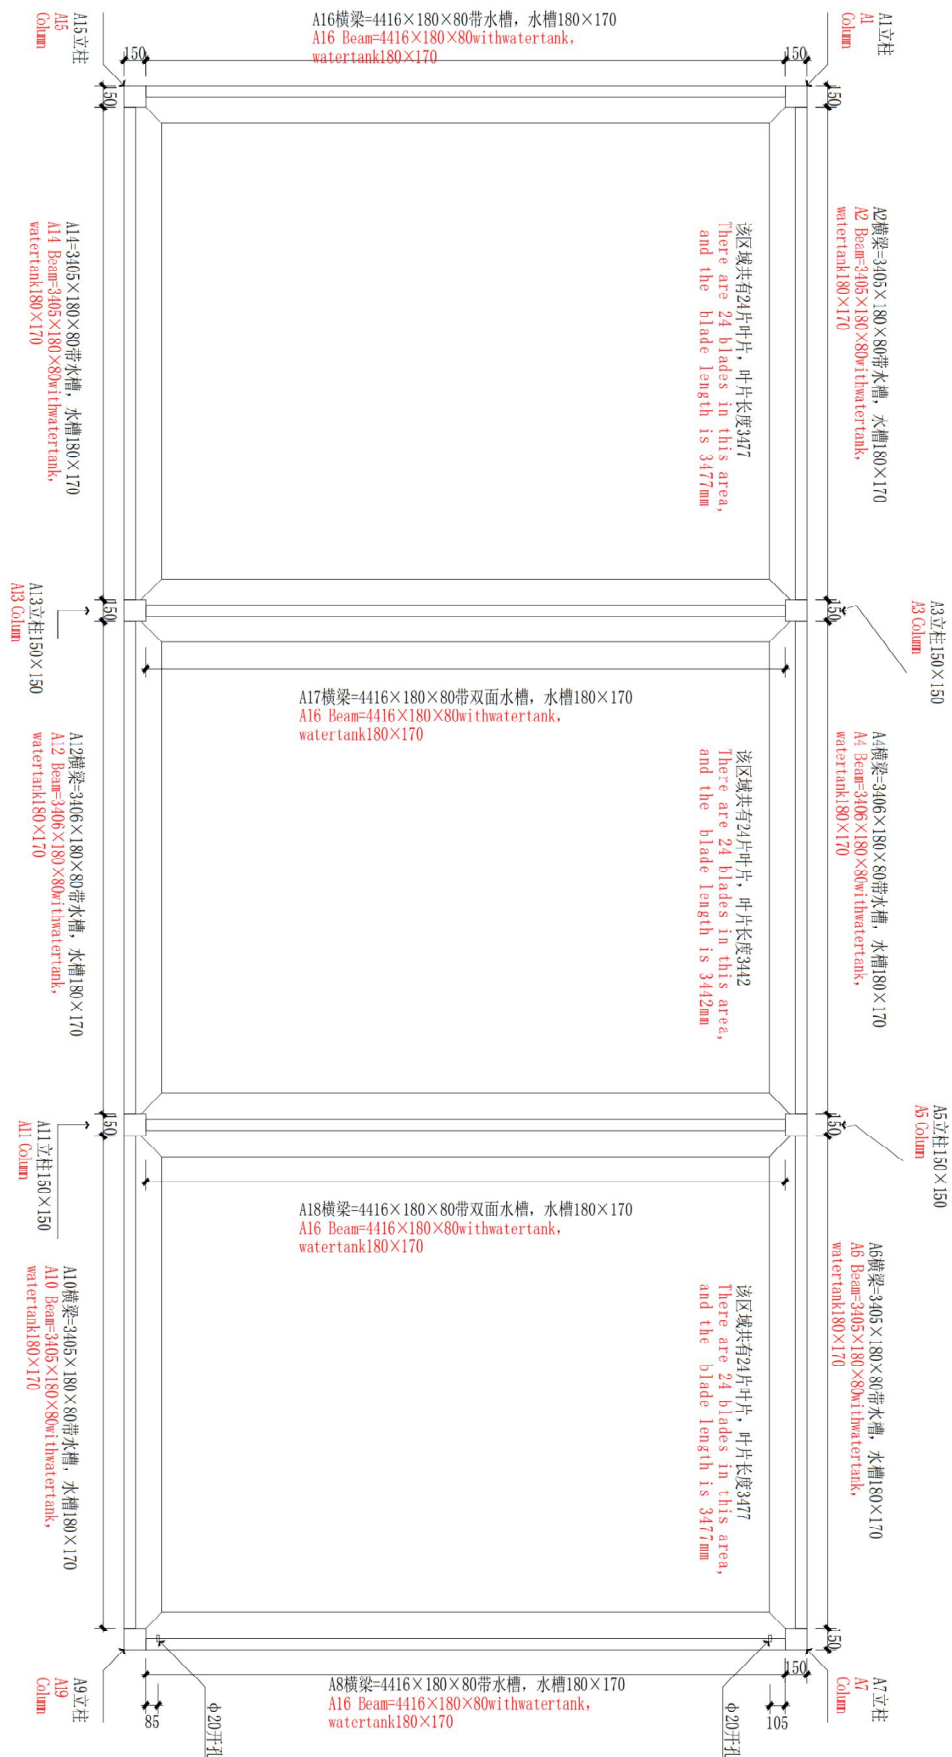 A16横梁=4416×180×80带水槽，水槽180×170
A16 Beam=4416×180×80withwatertank,
watertank180×170
A15立柱
A15
Column
A1立柱
A1
Column
150
150
150
150
A2横梁=3405×180×80带水槽，水槽180×170
A2 Beam=3405×180×80withwatertank,
watertank180×170
A14=3405×180×80带水槽，水槽180×170
A14 Beam=3405×180×80withwatertank,
watertank180×170
该区域共有24片叶片，叶片长度3477
There are 24 blades in this area,
and the blade length is 3477mm
A13立柱150×150
A13 Column
150
150
A3立柱150×150
A3 Column
A17横梁=4416×180×80带双面水槽，水槽180×170
A16 Beam=4416×180×80withwatertank,
watertank180×170
A4横梁=3406×180×80带水槽，水槽180×170
A4 Beam=3406×180×80withwatertank,
watertank180×170
A12横梁=3406×180×80带水槽，水槽180×170
A12 Beam=3406×180×80withwatertank,
watertank180×170
该区域共有24片叶片，叶片长度3442
There are 24 blades in this area,
and the blade length is 3442mm
A11立柱150×150
A11 Column
150
150
A5立柱150×150
A5 Column
A18横梁=4416×180×80带双面水槽，水槽180×170
A16 Beam=4416×180×80withwatertank,
watertank180×170
A6横梁=3405×180×80带水槽，水槽180×170
A6 Beam=3405×180×80withwatertank,
watertank180×170
A10横梁=3405×180×80带水槽，水槽180×170
A10 Beam=3405×180×80withwatertank,
watertank180×170
该区域共有24片叶片，叶片长度3477
There are 24 blades in this area,
and the blade length is 3477mm
150
150
A8横梁=4416×180×80带水槽，水槽180×170
A16 Beam=4416×180×80withwatertank,
watertank180×170
A9立柱
A19
Column
A7立柱
A7
Column
85
105
ф20开孔
ф20开孔